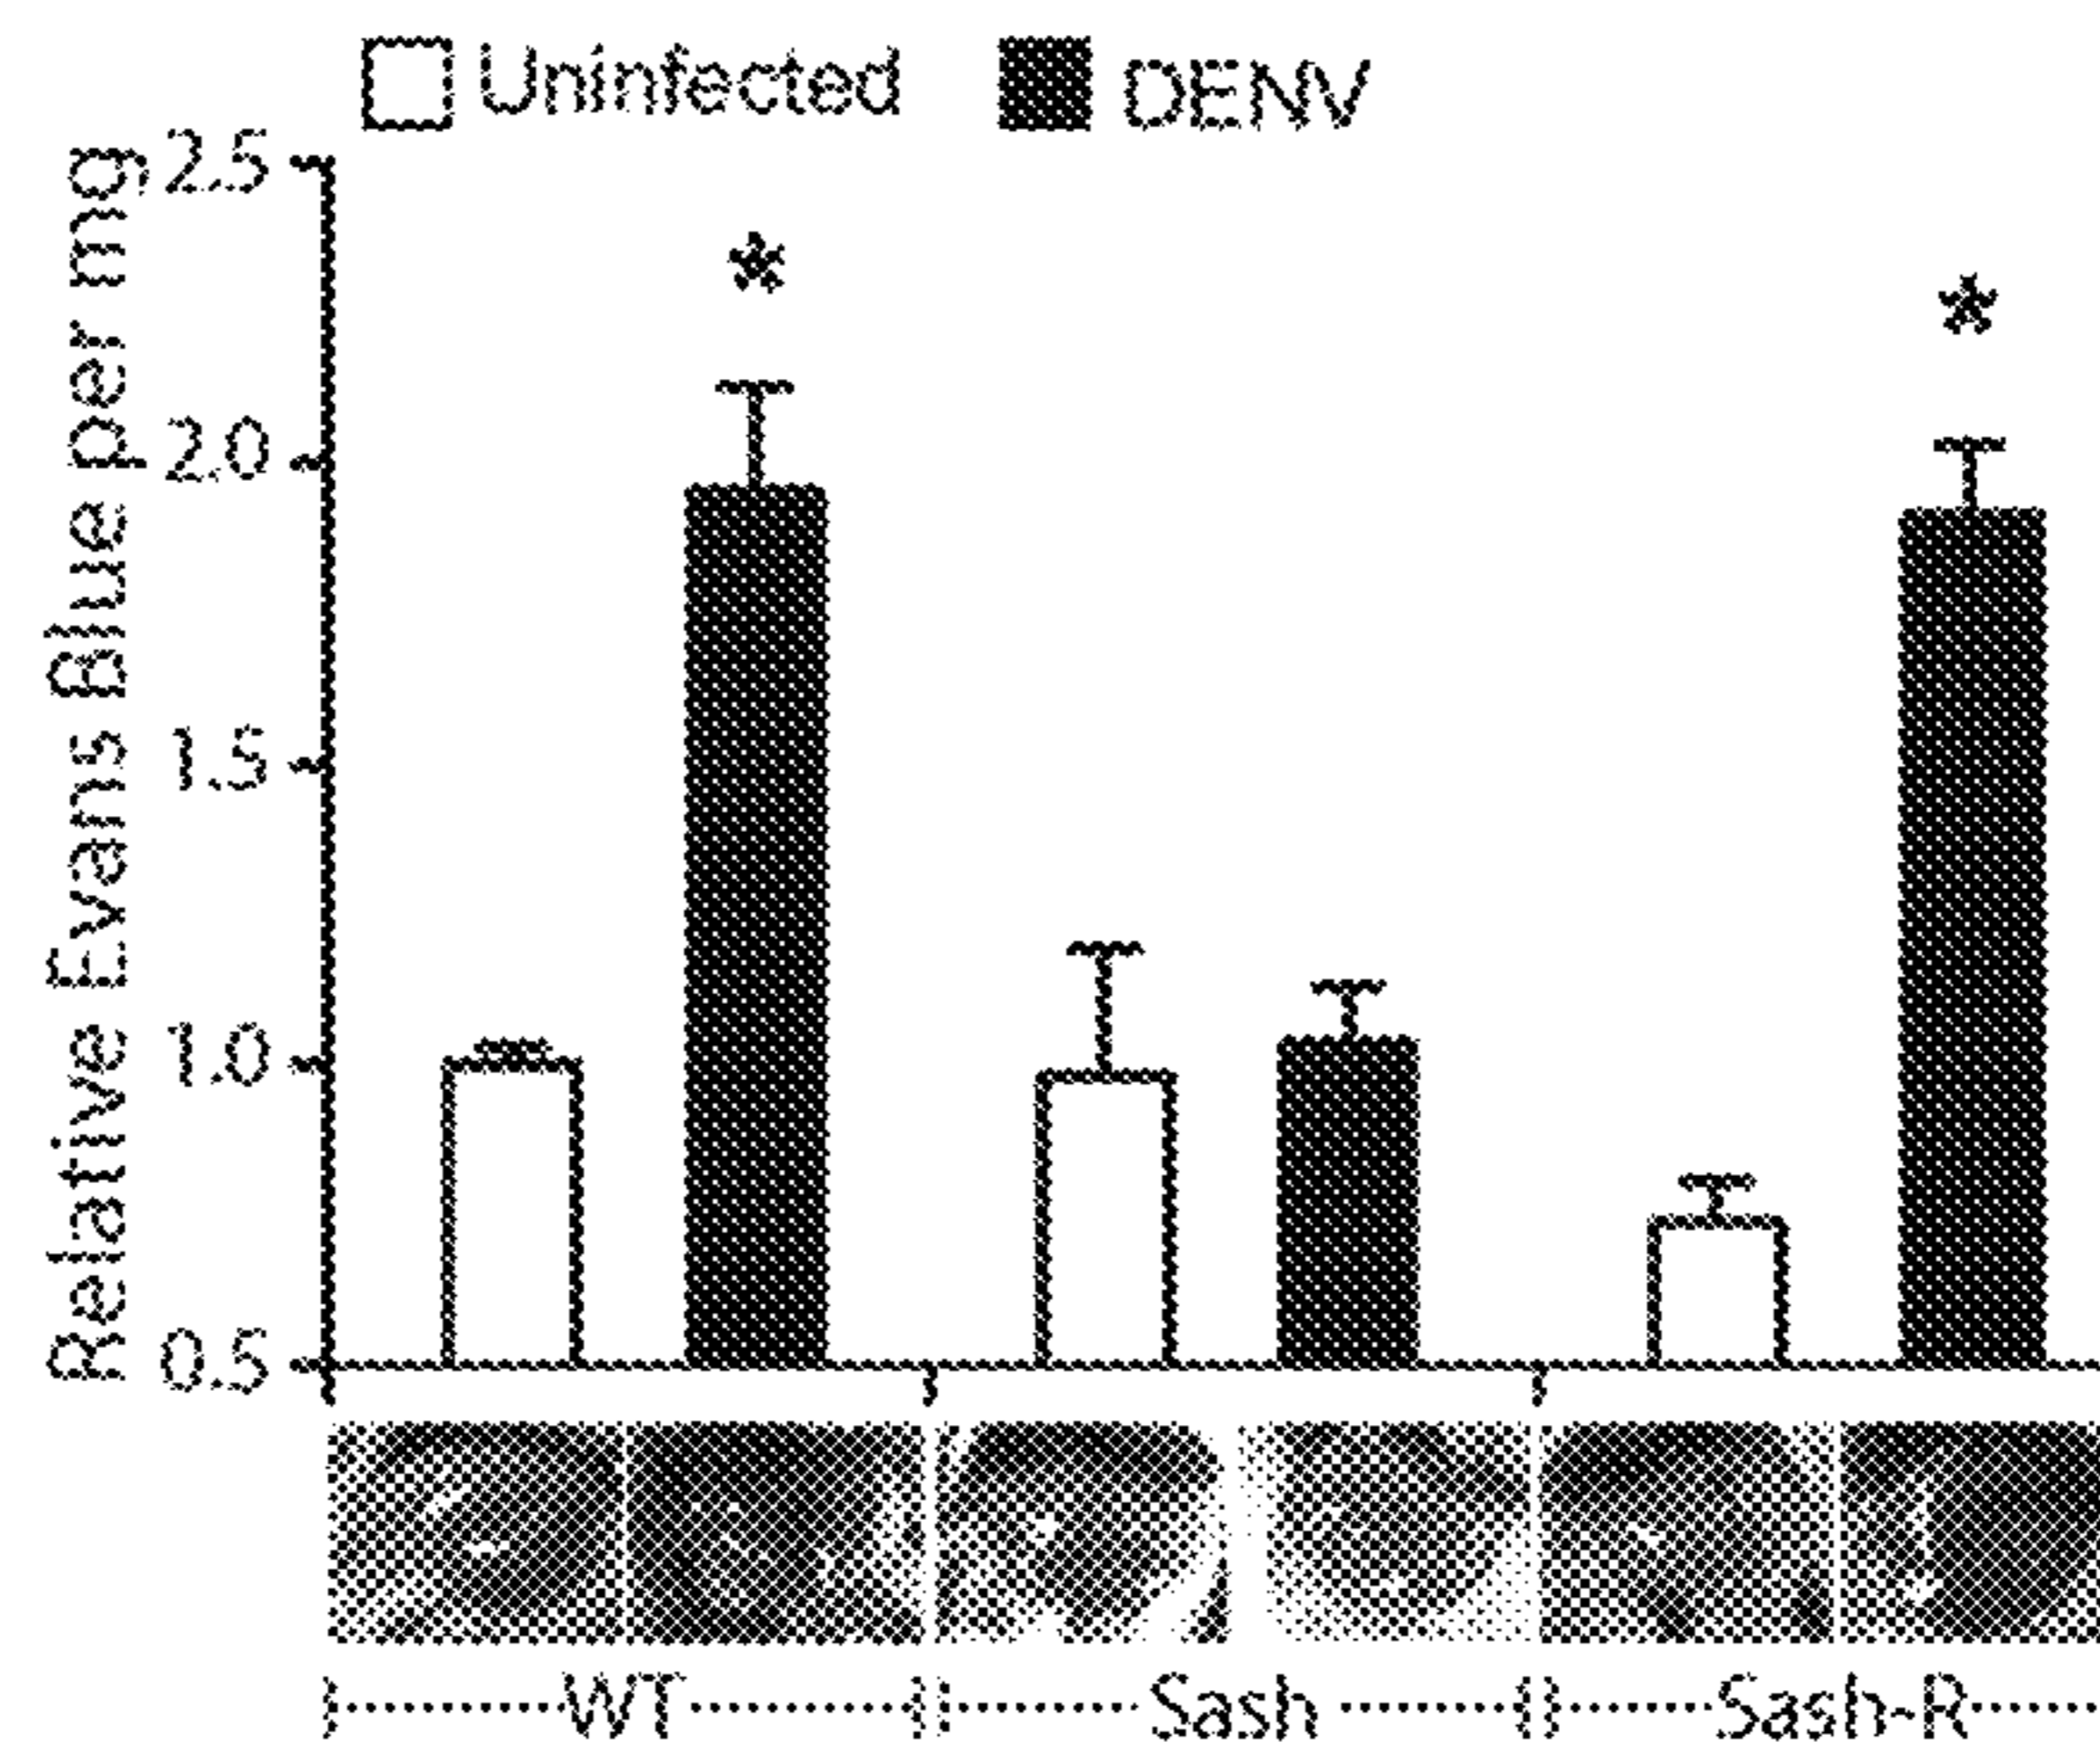 Uninfected DENV
Relative Evans Blue per mg
2.5
*
*
2.0
1.5
1.0
0.5
WT Sash Sash-R